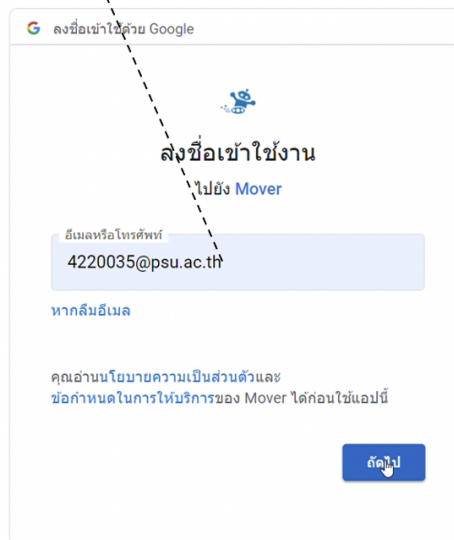 ลงชื่อเข้าใช้ด้วย Google
ลงชื่อเข้าใช้งาน
ไปยัง Mover
อีเมลหรือโทรศัพท์
4220035@psu.ac.th
หากลืมอีเมล
คุณอ่านนโยบายความเป็นส่วนตัวและ
ข้อกำหนดในการให้บริการของ Mover ได้ก่อนใช้แอปนี้
ถัดไป